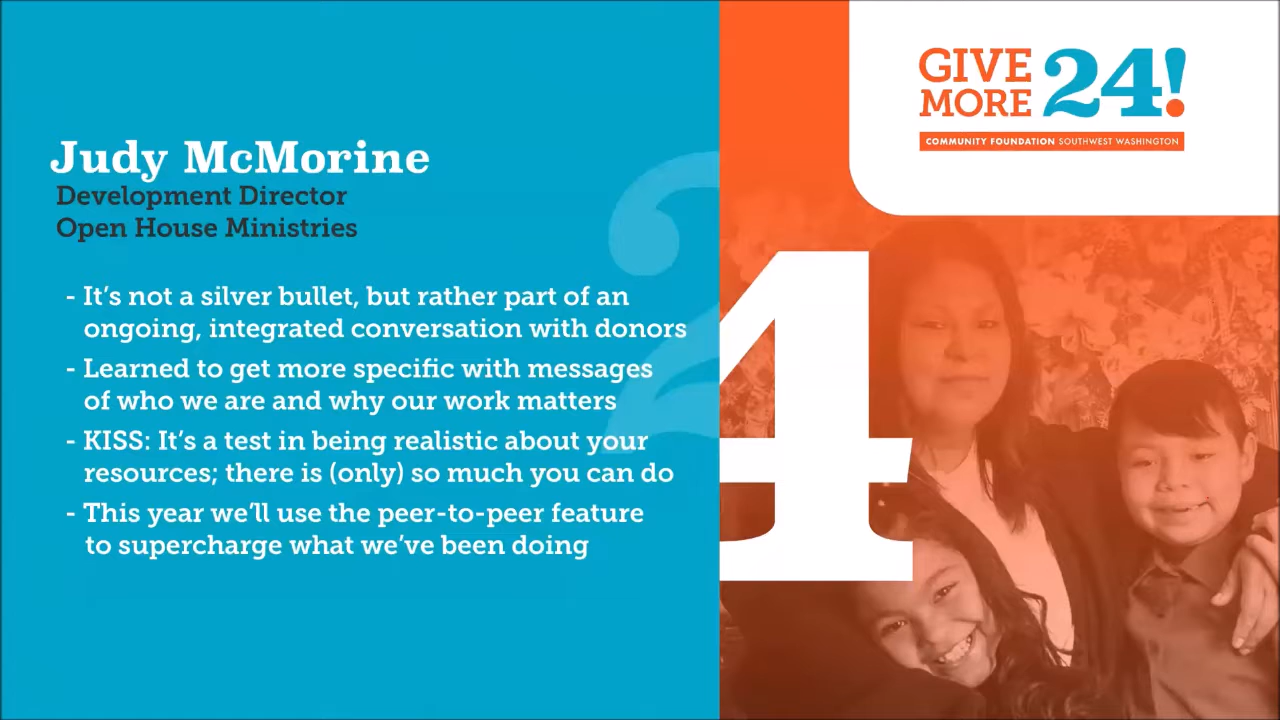 Judy McMorine
Development Director
Open House Ministries
- It’s not a silver bullet, but rather part of an
ongoing, integrated conversation with donors
- Learned to get more specific with messages
of who we are and why our work matters
- KISS: It’s a test in being realistic about your
resources; there is (only) so much you can do
- This year we’ll use the peer-to-peer feature
to supercharge what we’ve been doing
GIVE
MORE 24!
COMMUNITY FOUNDATION SOUTHWEST WASHINGTON
24